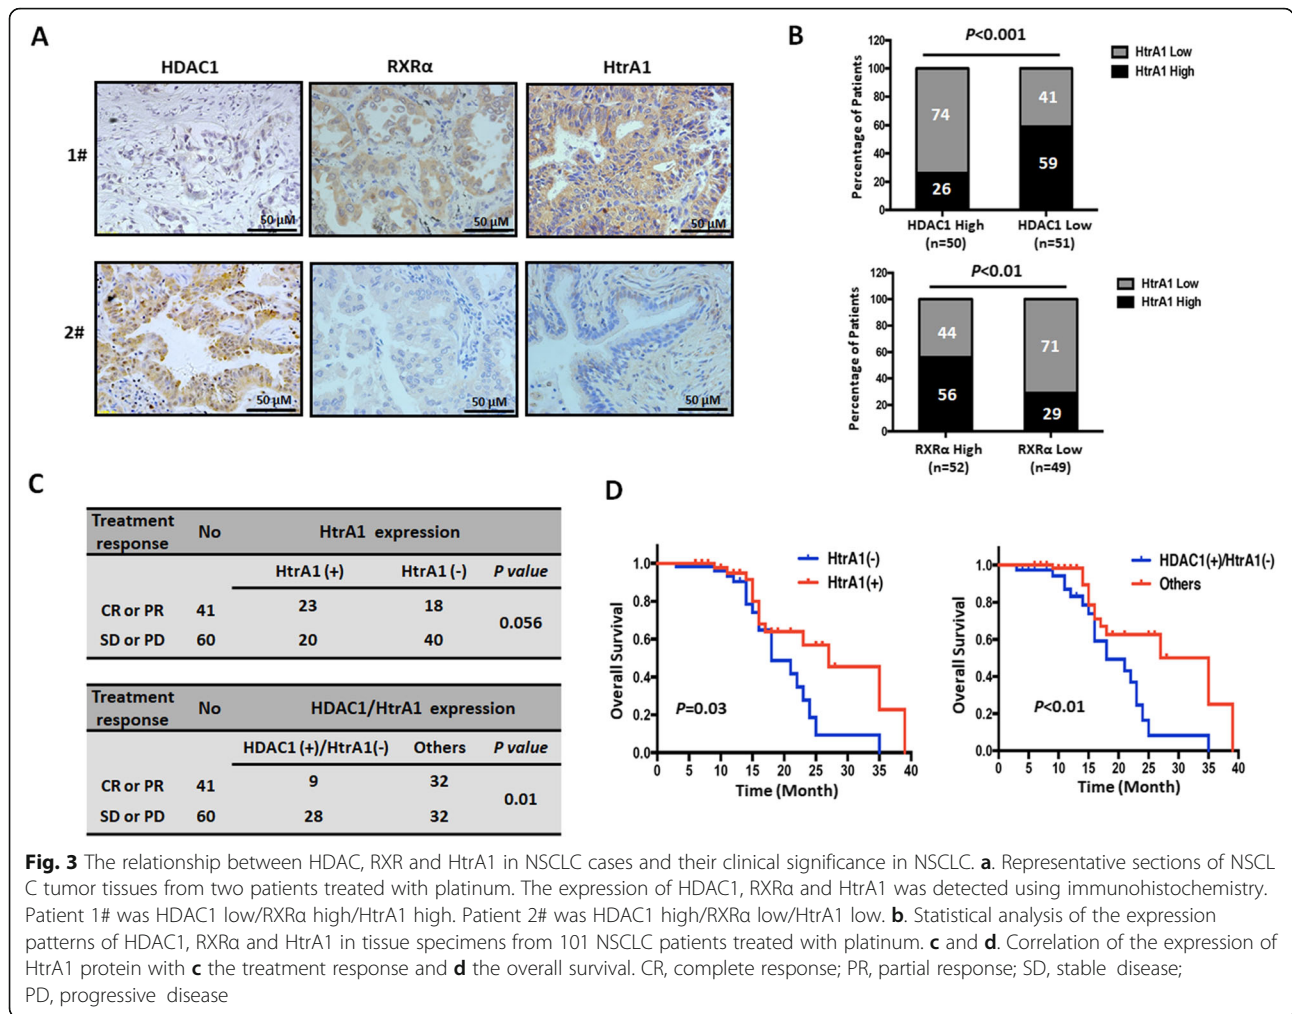 A
HDAC1 RXRα HtrA1
1#
50 μM 50 μM 50 μM
2#
50 μM 50 μM 50 μM
B
P<0.001
Percentage of Patients
120
100
80
60
40
20
0
74 41
26 59
HtrA1 Low
HtrA1 High
HDAC1 High HDAC1 Low
(n=50) (n=51)
P<0.01
Percentage of Patients
120
100
80
60
40
20
0
44 71
56 29
HtrA1 Low
HtrA1 High
RXRα High RXRα Low
(n=52) (n=49)
C
Treatment response No HtrA1 expression
HtrA1 (+) HtrA1 (-) P value
CR or PR 41 23 18 0.056
SD or PD 60 20 40
Treatment response No HDAC1/HtrA1 expression
HDAC1 (+)/HtrA1(-) Others P value
CR or PR 41 9 32 0.01
SD or PD 60 28 32
D
Overall Survival
1.0
0.8
0.6
0.4
0.2
0.0
HtrA1(-)
HtrA1(+)
P=0.03
0 5 10 15 20 25 30 35 40
Time (Month)
Overall Survival
1.0
0.8
0.6
0.4
0.2
0.0
HDAC1(+)/HtrA1(-)
Others
P<0.01
0 5 10 15 20 25 30 35 40
Time (Month)
Fig. 3 The relationship between HDAC, RXR and HtrA1 in NSCLC cases and their clinical significance in NSCLC. a. Representative sections of NSCL
C tumor tissues from two patients treated with platinum. The expression of HDAC1, RXRα and HtrA1 was detected using immunohistochemistry.
Patient 1# was HDAC1 low/RXRα high/HtrA1 high. Patient 2# was HDAC1 high/RXRα low/HtrA1 low. b. Statistical analysis of the expression
patterns of HDAC1, RXRα and HtrA1 in tissue specimens from 101 NSCLC patients treated with platinum. c and d. Correlation of the expression of
HtrA1 protein with c the treatment response and d the overall survival. CR, complete response; PR, partial response; SD, stable disease;
PD, progressive disease